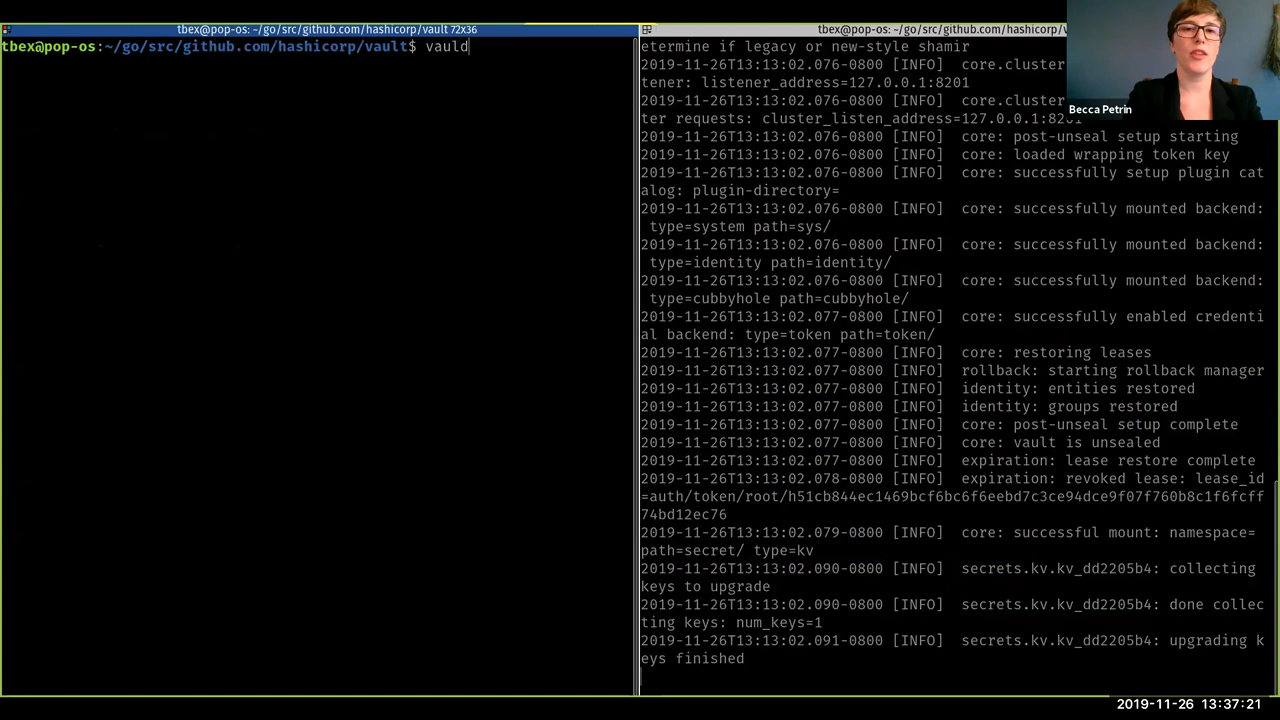 tbex@pop-os: ~/go/src/github.com/hashicorp/vault 72x36
tbex@pop-os:~/go/src/github.com/hashicorp/vault$ vauld
tbex@pop-os: ~/go/src/github.com/hashicorp/
etermine if legacy or new-style shamir
2019-11-26T13:13:02.076-0800 [INFO]  core.cluster
tener: listener_address=127.0.0.1:8201
2019-11-26T13:13:02.076-0800 [INFO]  core.cluster
ter requests: cluster_listen_address=127.0.0.1:8201
2019-11-26T13:13:02.076-0800 [INFO]  core: post-unseal setup starting
2019-11-26T13:13:02.076-0800 [INFO]  core: loaded wrapping token key
2019-11-26T13:13:02.076-0800 [INFO]  core: successfully setup plugin cat
alog: plugin-directory=
2019-11-26T13:13:02.076-0800 [INFO]  core: successfully mounted backend:
 type=system path=sys/
2019-11-26T13:13:02.076-0800 [INFO]  core: successfully mounted backend:
 type=identity path=identity/
2019-11-26T13:13:02.076-0800 [INFO]  core: successfully mounted backend:
 type=cubbyhole path=cubbyhole/
2019-11-26T13:13:02.077-0800 [INFO]  core: successfully enabled credenti
al backend: type=token path=token/
2019-11-26T13:13:02.077-0800 [INFO]  core: restoring leases
2019-11-26T13:13:02.077-0800 [INFO]  rollback: starting rollback manager
2019-11-26T13:13:02.077-0800 [INFO]  identity: entities restored
2019-11-26T13:13:02.077-0800 [INFO]  identity: groups restored
2019-11-26T13:13:02.077-0800 [INFO]  core: post-unseal setup complete
2019-11-26T13:13:02.077-0800 [INFO]  core: vault is unsealed
2019-11-26T13:13:02.077-0800 [INFO]  expiration: lease restore complete
2019-11-26T13:13:02.078-0800 [INFO]  expiration: revoked lease: lease_id
=auth/token/root/h51cb844ec1469bcf6bc6f6eebd7c3ce94dce9f07f760b8c1f6fcff
74bd12ec76
2019-11-26T13:13:02.079-0800 [INFO]  core: successful mount: namespace=
path=secret/ type=kv
2019-11-26T13:13:02.090-0800 [INFO]  secrets.kv.kv_dd2205b4: collecting
keys to upgrade
2019-11-26T13:13:02.090-0800 [INFO]  secrets.kv.kv_dd2205b4: done collec
ting keys: num_keys=1
2019-11-26T13:13:02.091-0800 [INFO]  secrets.kv.kv_dd2205b4: upgrading k
eys finished
Becca Petrin
2019-11-26 13:37:21